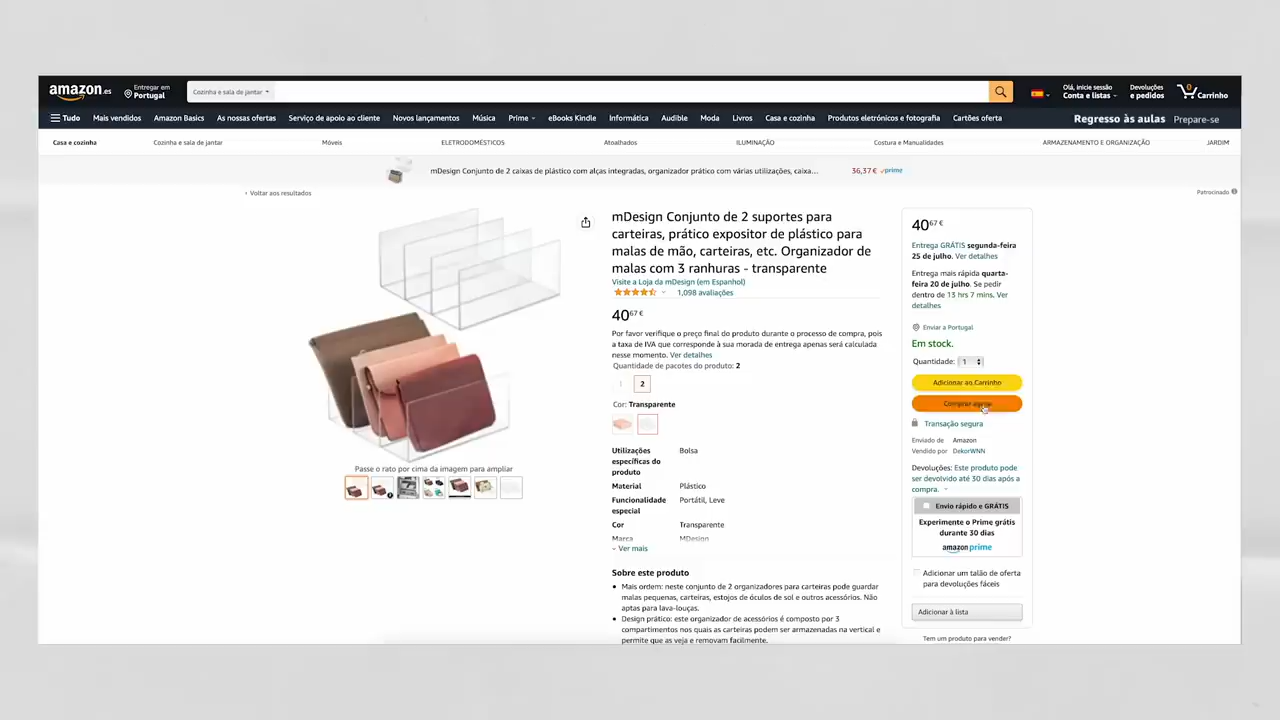 amazon.es
Entregar em
Portugal
Cozinha e sala de jantar
Olá, inicie sessão
Conta e listas
Devoluções
e pedidos
0
Carrinho
Tudo
Mais vendidos
Amazon Basics
As nossas ofertas
Serviço de apoio ao cliente
Novos lançamentos
Música
Prime
eBooks Kindle
Informática
Audible
Moda
Livros
Casa e cozinha
Produtos eletrónicos e fotografia
Cartões oferta
Regresso às aulas Prepare-se
Casa e cozinha
Cozinha e sala de jantar
Móveis
ELETRODOMÉSTICOS
Atoalhados
ILUMINAÇÃO
Costura e Manualidades
ARMAZENAMENTO E ORGANIZAÇÃO
JARDIM
mDesign Conjunto de 2 caixas de plástico com alças integradas, organizador prático com várias utilizações, caixa…
36,37 € prime
‹ Voltar aos resultados
Patrocinado
Passe o rato por cima da imagem para ampliar
mDesign Conjunto de 2 suportes para
carteiras, prático expositor de plástico para
malas de mão, carteiras, etc. Organizador de
malas com 3 ranhuras - transparente
Visite a Loja da mDesign (em Espanhol)
1,098 avaliações
40 67 €
Por favor verifique o preço final do produto durante o processo de compra, pois
a taxa de IVA que corresponde à sua morada de entrega apenas será calculada
nesse momento. Ver detalhes
Quantidade de pacotes do produto: 2
1
2
Cor: Transparente
Utilizações
específicas do
produto
Bolsa
Material
Plástico
Funcionalidade
especial
Portátil, Leve
Cor
Transparente
Marca
MDesign
Ver mais
Sobre este produto
• Mais ordem: neste conjunto de 2 organizadores para carteiras pode guardar
malas pequenas, carteiras, estojos de óculos de sol e outros acessórios. Não
aptas para lava-louças.
• Design prático: este organizador de acessórios é composto por 3
compartimentos nos quais as carteiras podem ser armazenadas na vertical e
permite que as veja e removam facilmente.
40 67 €
Entrega GRÁTIS segunda-feira
25 de julho. Ver detalhes
Entrega mais rápida quarta-
feira 20 de julho. Se pedir
dentro de 13 hrs 7 mins. Ver
detalhes
Enviar a Portugal
Em stock.
Quantidade: 1
Adicionar ao Carrinho
Comprar agora
Transação segura
Enviado de Amazon
Vendido por DekorWNN
Devoluções: Este produto pode
ser devolvido até 30 dias após a
compra.
Envio rápido e GRÁTIS
Experimente o Prime grátis
durante 30 dias
amazon prime
Adicionar um talão de oferta
para devoluções fáceis
Adicionar à lista
Tem um produto para vender?